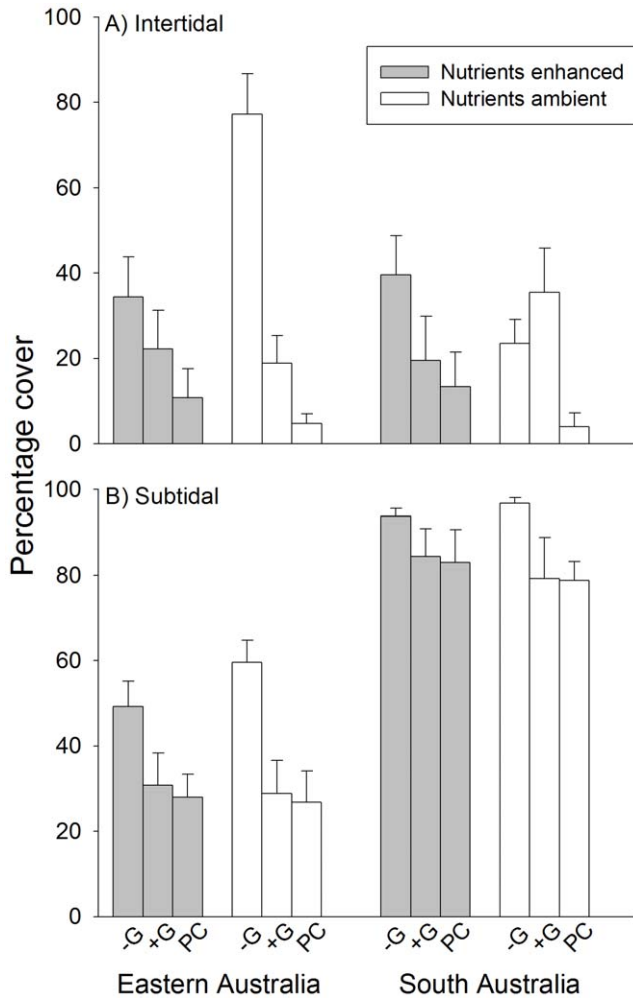 A) Intertidal
Nutrients enhanced
Nutrients ambient
100
80
60
40
20
0
Percentage cover
B) Subtidal
100
80
60
40
20
0
-G +G PC -G +G PC -G +G PC -G +G PC
Eastern Australia South Australia